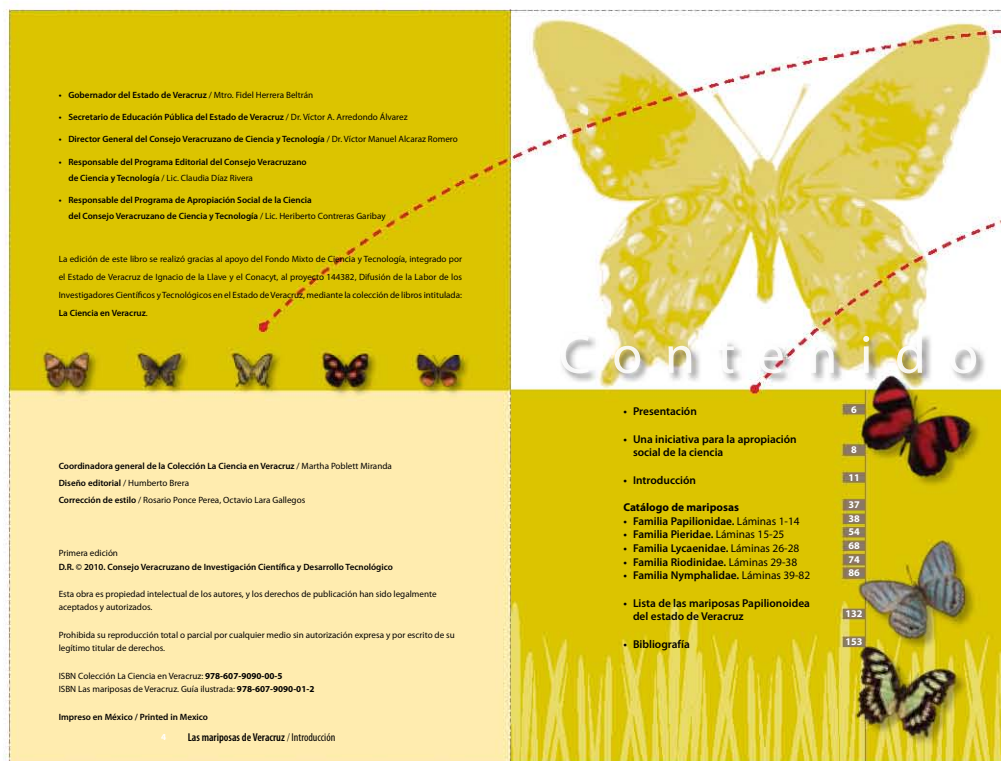 • Gobernador del Estado de Veracruz / Mtro. Fidel Herrera Beltrán
• Secretario de Educación Pública del Estado de Veracruz / Dr. Víctor A. Arredondo Álvarez
• Director General del Consejo Veracruzano de Ciencia y Tecnología / Dr. Víctor Manuel Alcaraz Romero
• Responsable del Programa Editorial del Consejo Veracruzano
de Ciencia y Tecnología / Lic. Claudia Díaz Rivera
• Responsable del Programa de Apropiación Social de la Ciencia
del Consejo Veracruzano de Ciencia y Tecnología / Lic. Heriberto Contreras Garibay
La edición de este libro se realizó gracias al apoyo del Fondo Mixto de Ciencia y Tecnología, integrado por
el Estado de Veracruz de Ignacio de la Llave y el Conacyt, al proyecto 144382, Difusión de la Labor de los
Investigadores Científicos y Tecnológicos en el Estado de Veracruz, mediante la colección de libros intitulada:
La Ciencia en Veracruz.
Coordinadora general de la Colección La Ciencia en Veracruz / Martha Poblett Miranda
Diseño editorial / Humberto Brera
Corrección de estilo / Rosario Ponce Perea, Octavio Lara Gallegos
Primera edición
D.R. © 2010. Consejo Veracruzano de Investigación Científica y Desarrollo Tecnológico
Esta obra es propiedad intelectual de los autores, y los derechos de publicación han sido legalmente
aceptados y autorizados.
Prohibida su reproducción total o parcial por cualquier medio sin autorización expresa y por escrito de su
legítimo titular de derechos.
ISBN Colección La Ciencia en Veracruz: 978-607-9090-00-5
ISBN Las mariposas de Veracruz. Guía ilustrada: 978-607-9090-01-2
Impreso en México / Printed in Mexico
4 Las mariposas de Veracruz / Introducción
Contenido
• Presentación 6
• Una iniciativa para la apropiación
social de la ciencia 8
• Introducción 11
Catálogo de mariposas 37
• Familia Papilionidae. Láminas 1-14 38
• Familia Pieridae. Láminas 15-25 54
• Familia Lycaenidae. Láminas 26-28 68
• Familia Riodinidae. Láminas 29-38 74
• Familia Nymphalidae. Láminas 39-82 86
• Lista de las mariposas Papilionoidea
del estado de Veracruz 132
• Bibliografía 153